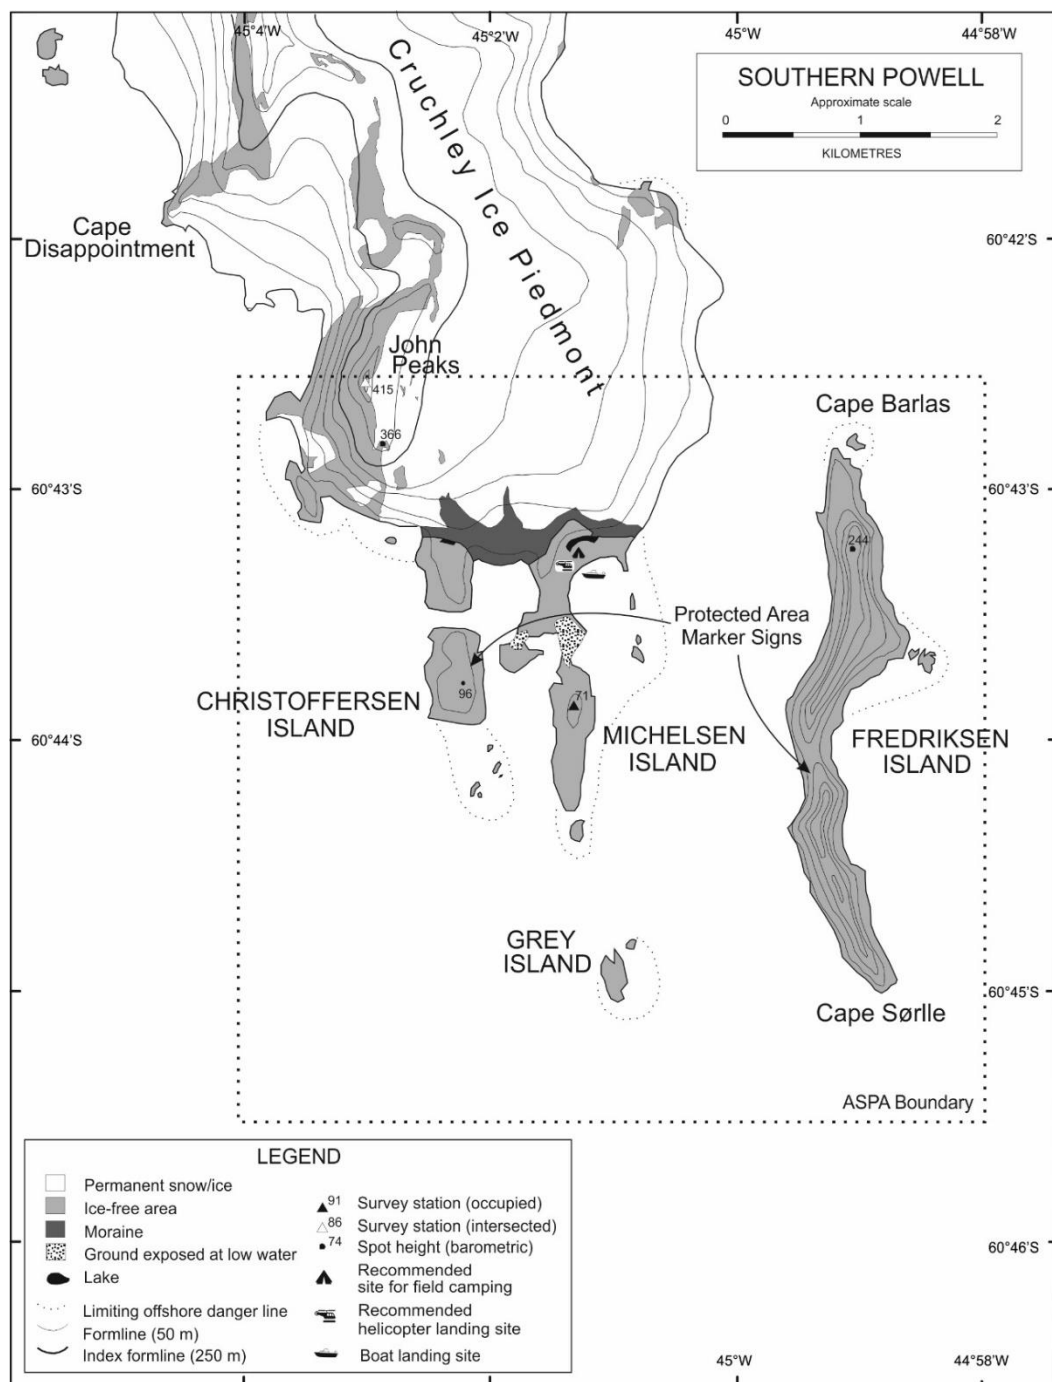 45°4'W
45°2'W
45°W
44°58'W
SOUTHERN POWELL
Approximate scale
0 1 2
KILOMETRES
Cruchley Ice Piedmont
Cape
Disappointment
60°42'S
John
Peaks
415
366
Cape Barlas
60°43'S
60°43'S
244
Protected Area
Marker Signs
96
71
CHRISTOFFERSEN
ISLAND
MICHELSEN
ISLAND
FREDRIKSEN
ISLAND
60°44'S
60°44'S
GREY
ISLAND
60°45'S
Cape Sørlle
ASPA Boundary
LEGEND
Permanent snow/ice
Ice-free area
Moraine
Ground exposed at low water
Lake
Limiting offshore danger line
Formline (50 m)
Index formline (250 m)
91 Survey station (occupied)
86 Survey station (intersected)
74 Spot height (barometric)
Recommended
site for field camping
Recommended
helicopter landing site
Boat landing site
60°46'S
45°W
44°58'W